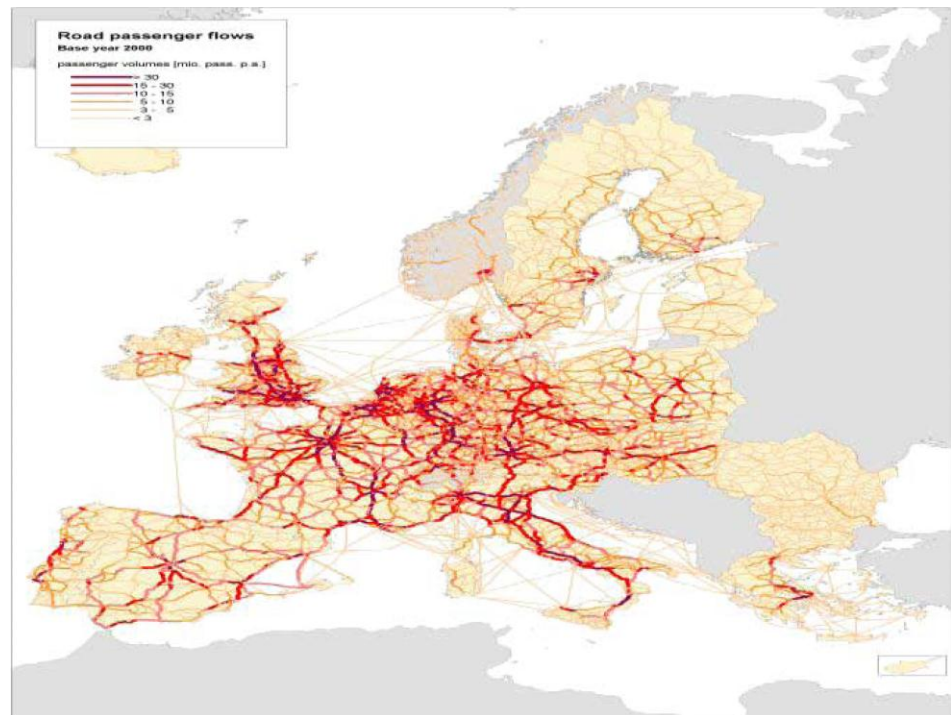 Road passenger flows
Base year 2000
passenger volumes [mio. pass. p.a.]
> 30
15 - 30
10 - 15
5 - 10
3 - 5
< 3